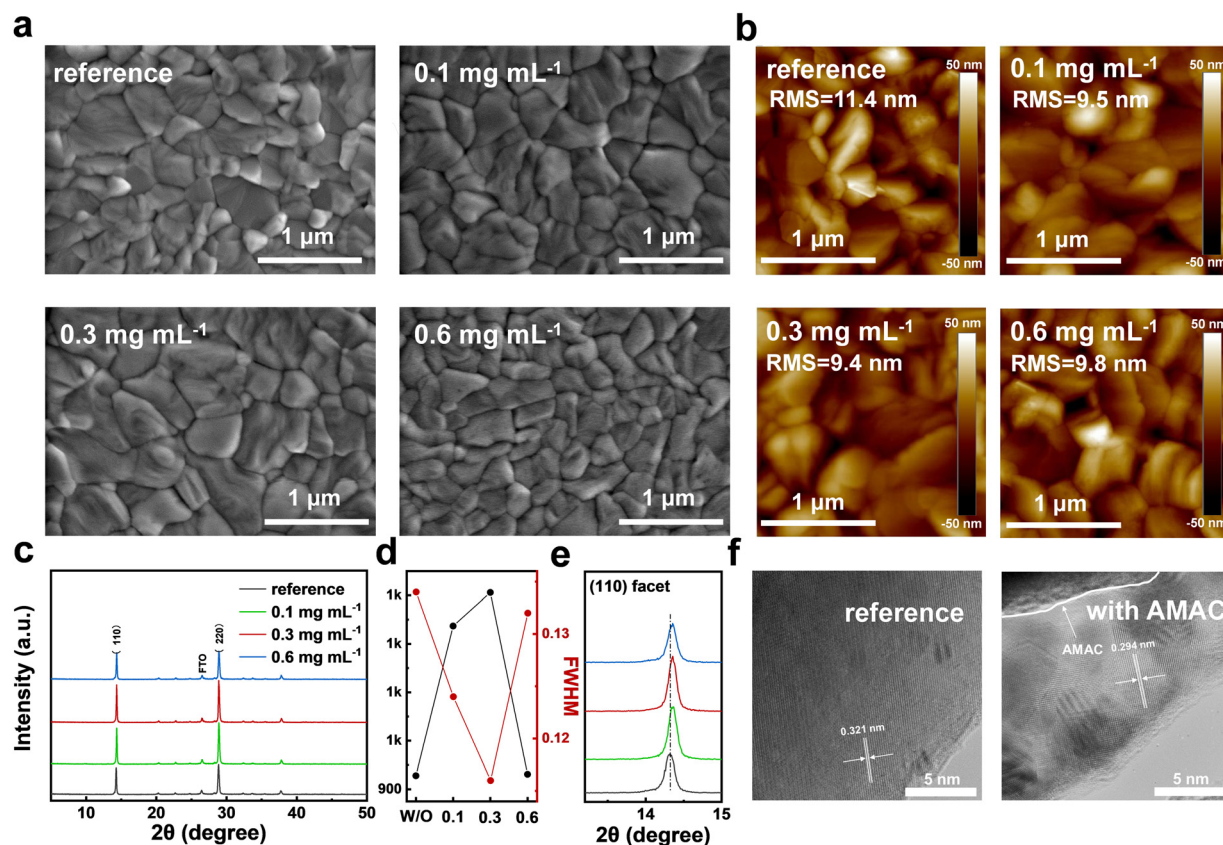 a
reference
1 μm
0.1 mg mL⁻¹
1 μm
0.3 mg mL⁻¹
1 μm
0.6 mg mL⁻¹
1 μm
b
reference
RMS=11.4 nm
50 nm
-50 nm
1 μm
0.1 mg mL⁻¹
RMS=9.5 nm
50 nm
-50 nm
1 μm
0.3 mg mL⁻¹
RMS=9.4 nm
50 nm
-50 nm
1 μm
0.6 mg mL⁻¹
RMS=9.8 nm
50 nm
-50 nm
1 μm
c
Intensity (a.u.)
reference
0.1 mg mL⁻¹
0.3 mg mL⁻¹
0.6 mg mL⁻¹
(110)
FTO
(220)
10 20 30 40 50
2θ (degree)
d
1k
1k
1k
1k
1k
900
W/O 0.1 0.3 0.6
0.13
0.12
FWHM
e
(110) facet
14 15
2θ (degree)
f
reference
0.321 nm
5 nm
with AMAC
AMAC
0.294 nm
5 nm